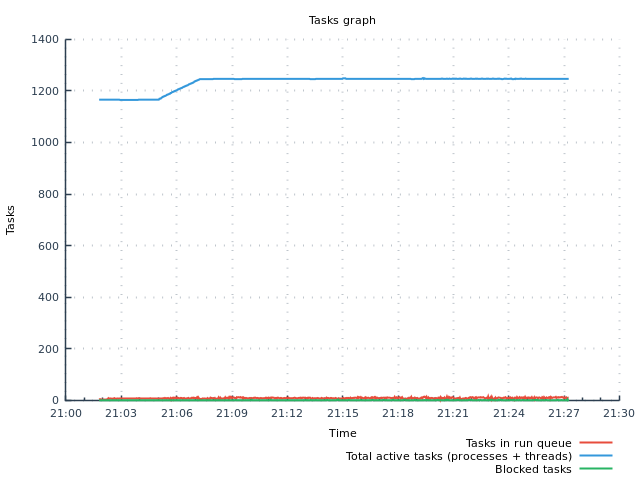 Tasks graph
1400
1200
1000
800
600
400
200
0
Tasks
21:00 21:03 21:06 21:09 21:12 21:15 21:18 21:21 21:24 21:27 21:30
Time
Tasks in run queue
Total active tasks (processes + threads)
Blocked tasks